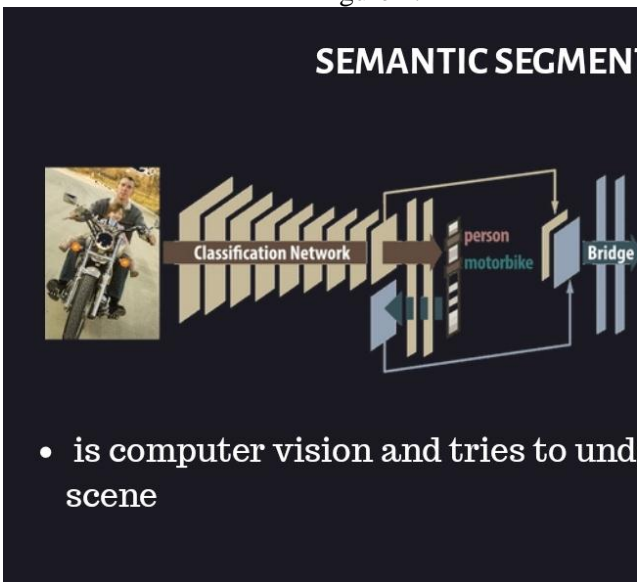 SEMANTIC SEGMENT
Classification Network
person
motorbike
Bridge
is computer vision and tries to und
scene